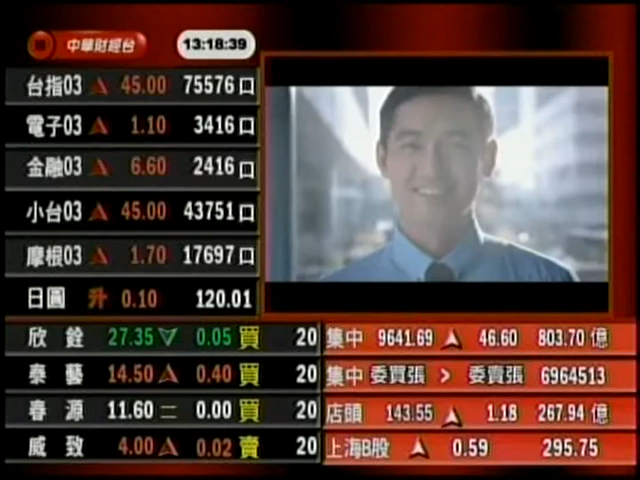 中華財經台 13:18:39
台指03 ▲ 45.00 75576口
電子03 ▲ 1.10 3416口
金融03 ▲ 6.60 2416口
小台03 ▲ 45.00 43751口
摩根03 ▲ 1.70 17697口
日圓 升 0.10 120.01
欣銓 27.35 ▽ 0.05 買 20
泰藝 14.50 △ 0.40 買 20
春源 11.60 二 0.00 買 20
威致 4.00 △ 0.02 賣 20
集中 9641.69 ▲ 46.60 803.70 億
集中 委買張 > 委賣張 6964513
店頭 143.55 ▲ 1.18 267.94 億
上海B股 ▲ 0.59 295.75